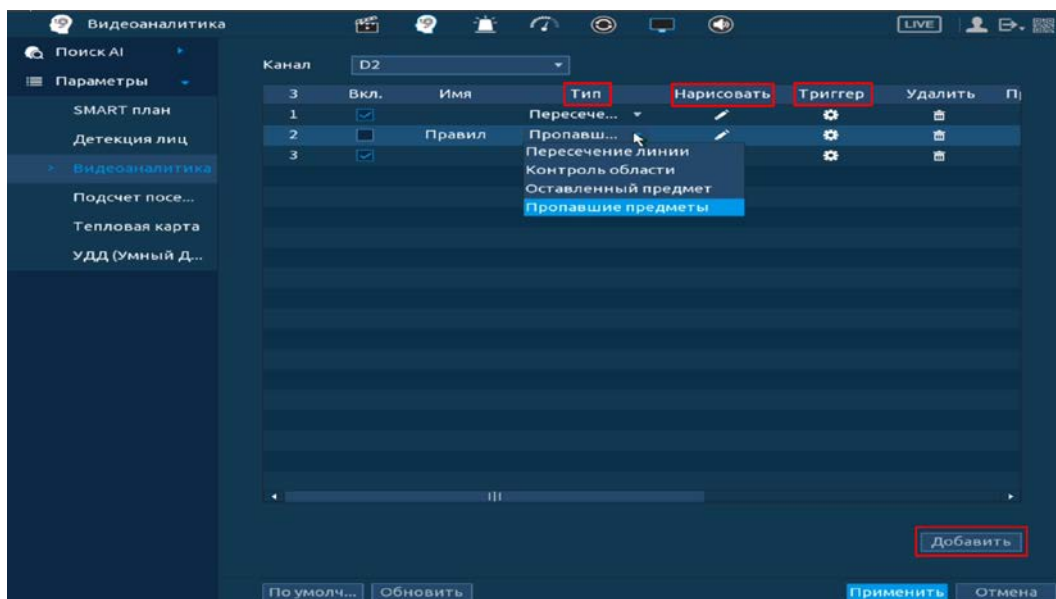 Видеоаналитика LIVE
Поиск AI
Параметры
SMART план
Детекция лиц
Видеоаналитика
Подсчет посе...
Тепловая карта
УДД (Умный Д...
Канал D2
3 Вкл. Имя Тип Нарисовать Триггер Удалить
1 Пересече...
2 Правил Пропавш...
3
Пересечение линии
Контроль области
Оставленный предмет
Пропавшие предметы
Добавить
По умолч... Обновить Применить Отмена